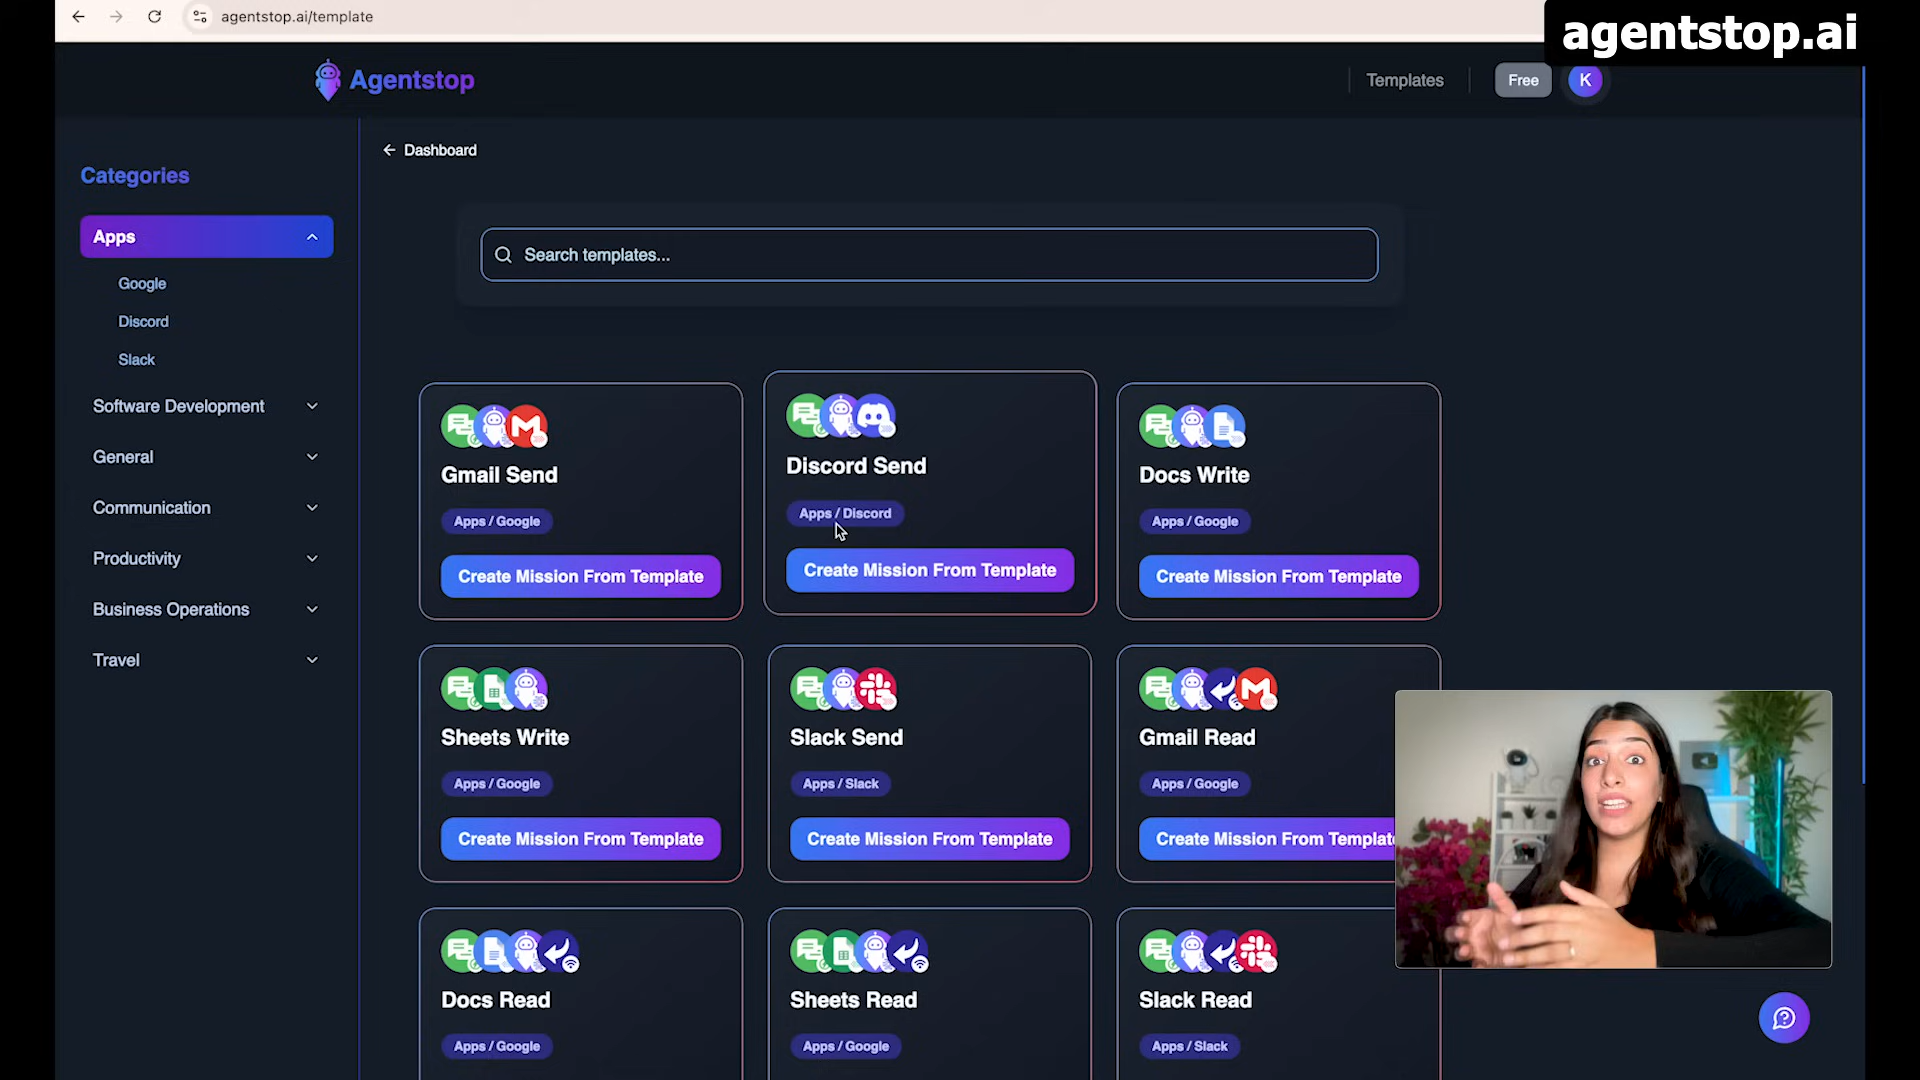 agentstop.ai/template
agentstop.ai
Agentstop
Templates
Free
K
Dashboard
Categories
Apps
Google
Discord
Slack
Software Development
General
Communication
Productivity
Business Operations
Travel
Search templates...
Gmail Send
Apps / Google
Create Mission From Template
Discord Send
Apps / Discord
Create Mission From Template
Docs Write
Apps / Google
Create Mission From Template
Sheets Write
Apps / Google
Create Mission From Template
Slack Send
Apps / Slack
Create Mission From Template
Gmail Read
Apps / Google
Create Mission From Templat
Docs Read
Apps / Google
Sheets Read
Apps / Google
Slack Read
Apps / Slack